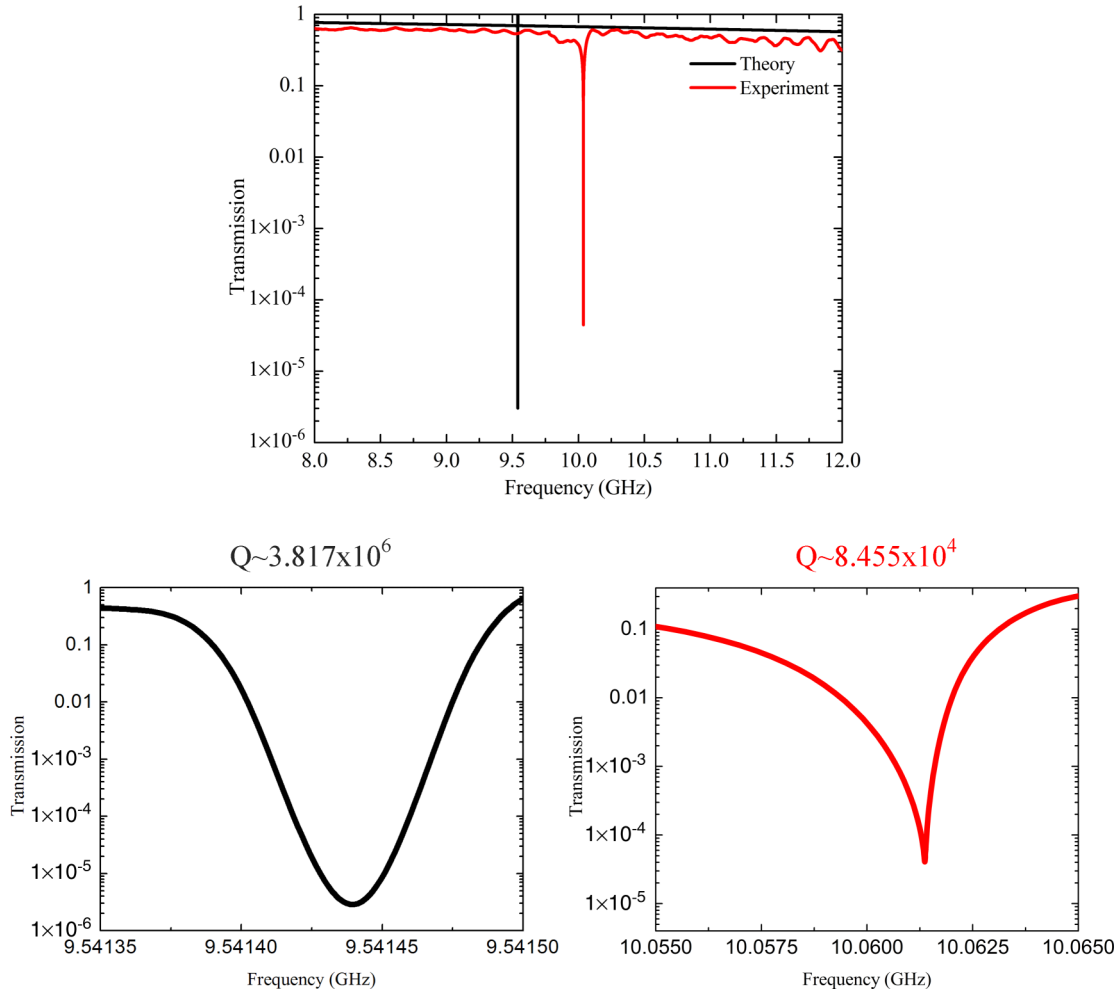 1
0.1
0.01
1×10⁻³
1×10⁻⁴
1×10⁻⁵
1×10⁻⁶
Transmission
Theory
Experiment
8.0 8.5 9.0 9.5 10.0 10.5 11.0 11.5 12.0
Frequency (GHz)
Q~3.817x10⁶
1
0.1
0.01
1×10⁻³
1×10⁻⁴
1×10⁻⁵
1×10⁻⁶
Transmission
9.54135 9.54140 9.54145 9.54150
Frequency (GHz)
Q~8.455x10⁴
0.1
0.01
1×10⁻³
1×10⁻⁴
1×10⁻⁵
Transmission
10.0550 10.0575 10.0600 10.0625 10.0650
Frequency (GHz)